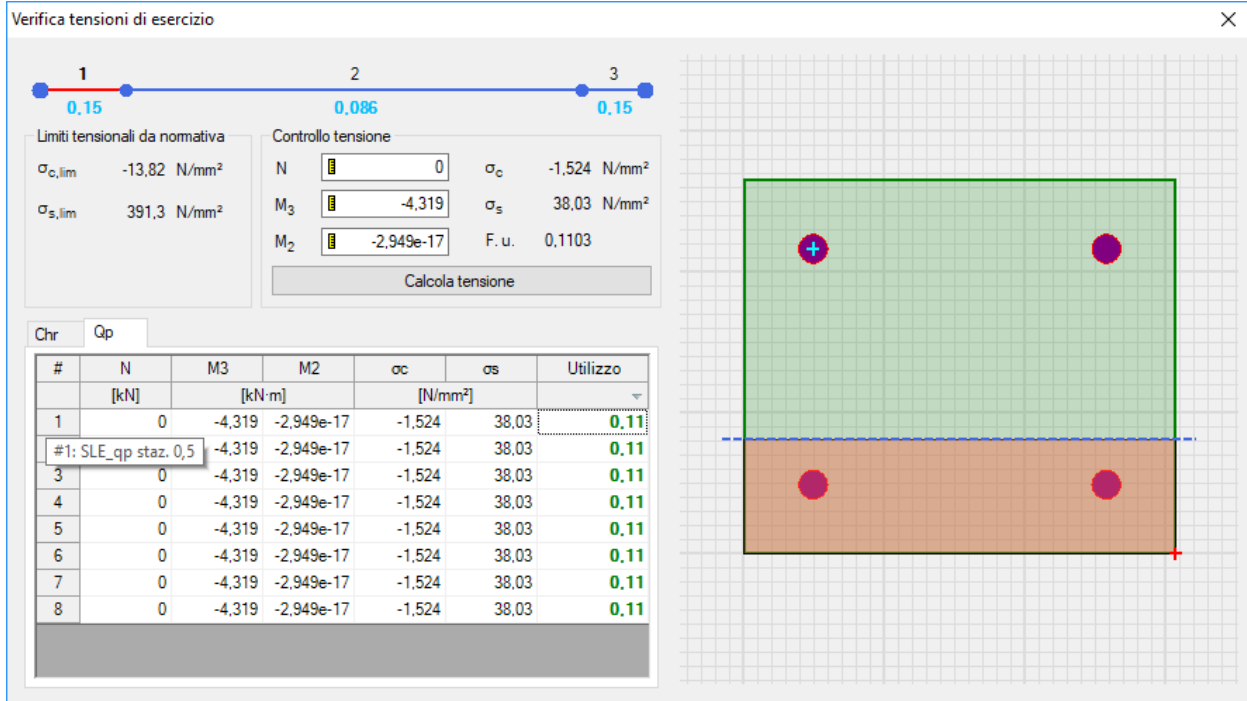 Verifica tensioni di esercizio
1 2 3
0,15 0,086 0,15
Limiti tensionali da normativa
σc,lim -13,82 N/mm²
σs,lim 391,3 N/mm²
Controllo tensione
N 0 σc -1,524 N/mm²
M3 -4,319 σs 38,03 N/mm²
M2 -2,949e-17 F. u. 0,1103
Calcola tensione
Chr Qp
# N M3 M2 σc σs Utilizzo
[kN] [kN·m] [N/mm²]
1 0 -4,319 -2,949e-17 -1,524 38,03 0,11
#1: SLE_qp staz. 0,5 -4,319 -2,949e-17 -1,524 38,03 0,11
3 0 -4,319 -2,949e-17 -1,524 38,03 0,11
4 0 -4,319 -2,949e-17 -1,524 38,03 0,11
5 0 -4,319 -2,949e-17 -1,524 38,03 0,11
6 0 -4,319 -2,949e-17 -1,524 38,03 0,11
7 0 -4,319 -2,949e-17 -1,524 38,03 0,11
8 0 -4,319 -2,949e-17 -1,524 38,03 0,11